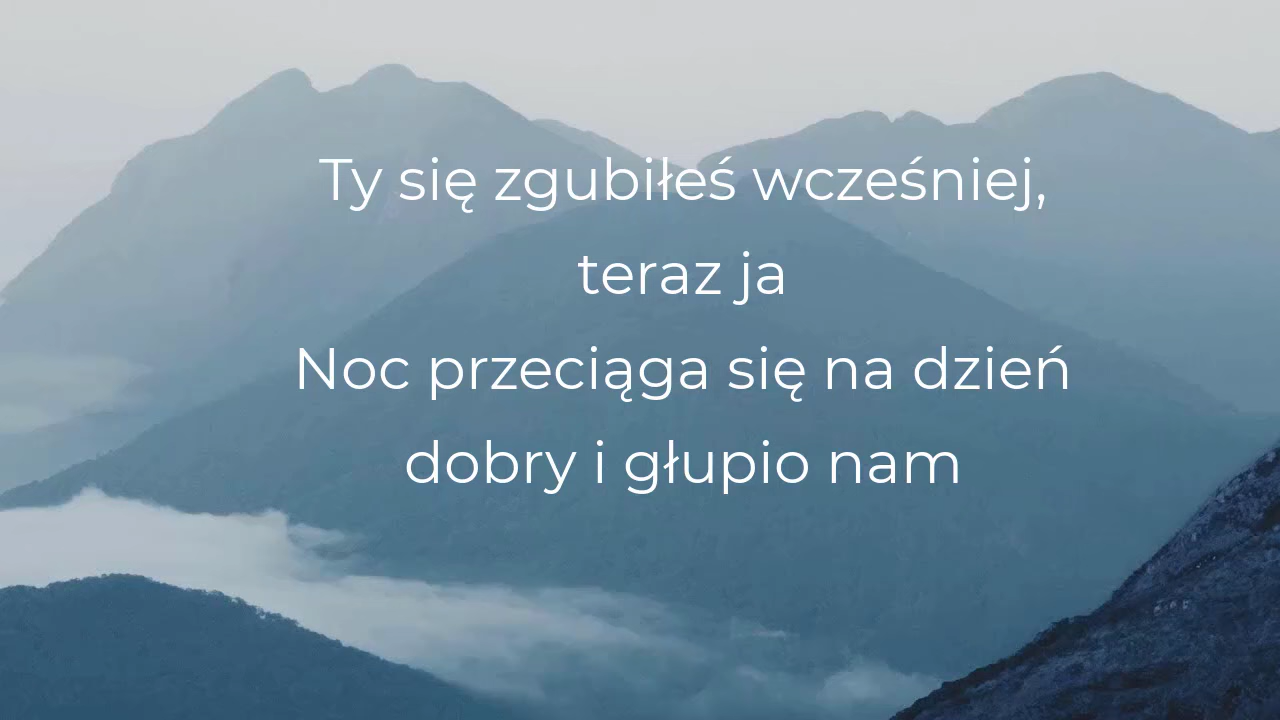 Ty się zgubiłeś wcześniej,
teraz ja
Noc przeciąga się na dzień
dobry i głupio nam